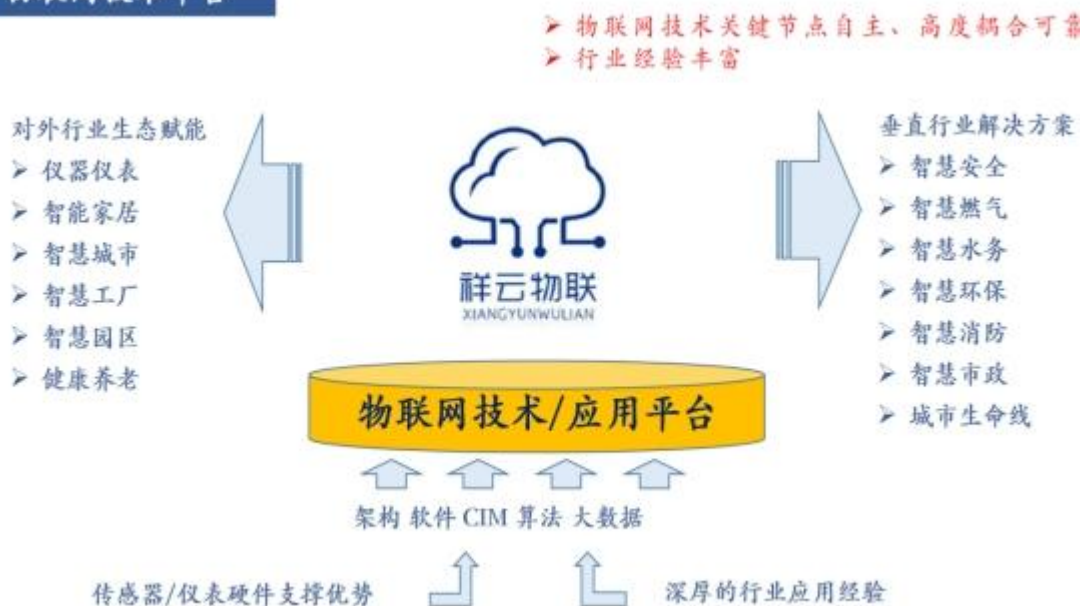 物联网技术关键节点自主、高度耦合可靠
行业经验丰富
对外行业生态赋能
仪器仪表
智能家居
智慧城市
智慧工厂
智慧园区
健康养老
祥云物联
XIANGYUNWULIAN
垂直行业解决方案
智慧安全
智慧燃气
智慧水务
智慧环保
智慧消防
智慧市政
城市生命线
物联网技术/应用平台
架构 软件 CIM 算法 大数据
传感器/仪表硬件支撑优势
深厚的行业应用经验